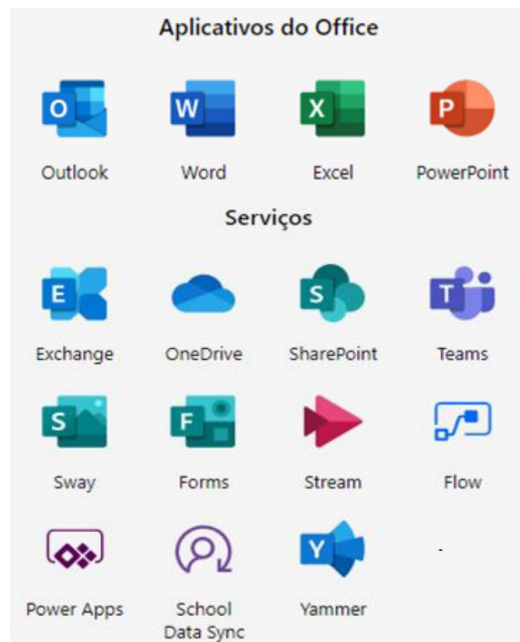 Aplicativos do Office
O W X P
Outlook Word Excel PowerPoint
Serviços
E S T
Exchange OneDrive SharePoint Teams
S F
Sway Forms Stream Flow
Y
Power Apps School Yammer
Data Sync